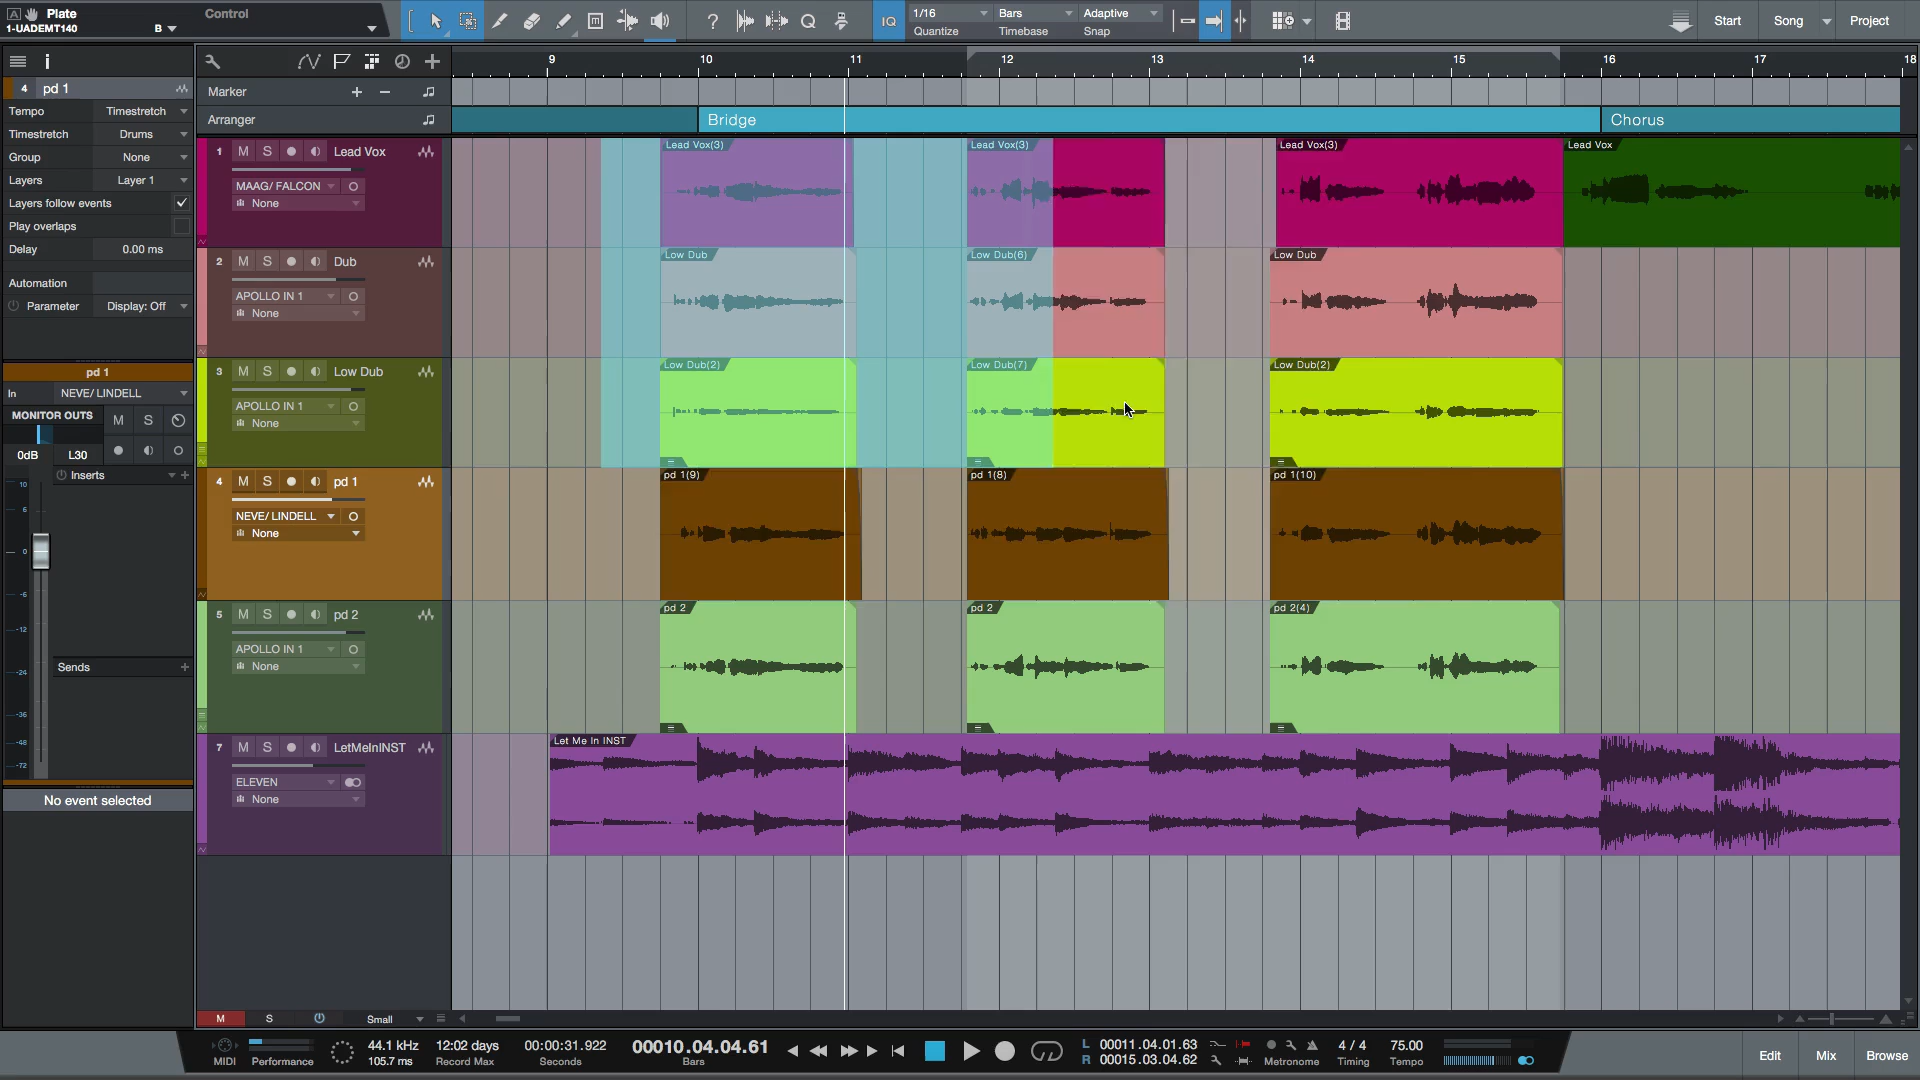 Plate
1-UADEMT140
B
Control
IQ
1/16
Quantize
Bars
Timebase
Adaptive
Snap
Start
Song
Project
4 pd 1
Tempo Timestretch
Timestretch Drums
Group None
Layers Layer 1
Layers follow events
Play overlaps
Delay 0.00 ms
Automation
Parameter Display: Off
pd 1
In NEVE/ LINDELL
MONITOR OUTS M S
0dB L30
Inserts
10
6
0
-6
-12
-24
-36
-48
-72
Sends
No event selected
9 10 11 12 13 14 15 16 17 18
Marker
Arranger
Bridge
Chorus
1 M S Lead Vox
MAAG/ FALCON
None
Lead Vox(3)
Lead Vox(3)
Lead Vox(3)
Lead Vox
2 M S Dub
APOLLO IN 1
None
Low Dub
Low Dub(6)
Low Dub
3 M S Low Dub
APOLLO IN 1
None
Low Dub(2)
Low Dub(7)
Low Dub(2)
4 M S pd 1
NEVE/ LINDELL
None
pd 1(9)
pd 1(8)
pd 1(10)
5 M S pd 2
APOLLO IN 1
None
pd 2
pd 2
pd 2(4)
7 M S LetMeInINST
ELEVEN
None
Let Me In INST
M S Small
MIDI
Performance
44.1 kHz
105.7 ms
12:02 days
Record Max
00:00:31.922
Seconds
00010.04.04.61
Bars
L 00011.04.01.63
R 00015.03.04.62
Metronome
4 / 4
Timing
75.00
Tempo
Edit
Mix
Browse